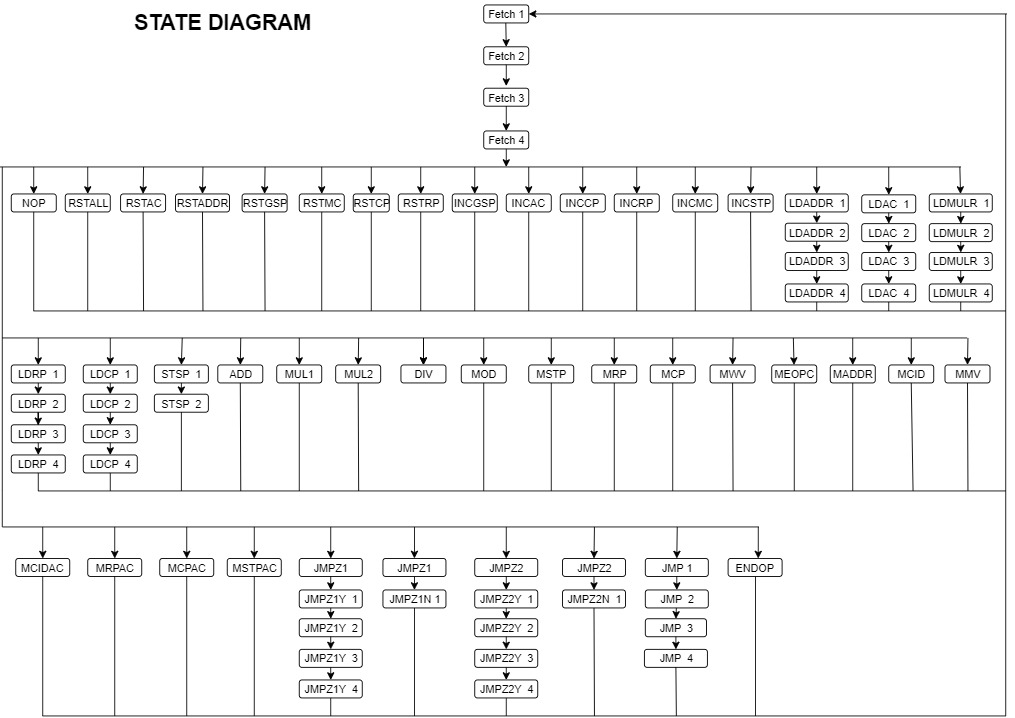 STATE DIAGRAM
Fetch 1
Fetch 2
Fetch 3
Fetch 4
NOP RSTALL RSTAC RSTADDR RSTGSP RSTMC RSTCP RSTRP INCGSP INCAC INCCP INCRP INCMC INCSTP LDADDR 1 LDAC 1 LDMULR 1
LDADDR 2 LDAC 2 LDMULR 2
LDADDR 3 LDAC 3 LDMULR 3
LDADDR 4 LDAC 4 LDMULR 4
LDRP 1 LDCP 1 STSP 1 ADD MUL1 MUL2 DIV MOD MSTP MRP MCP MWV MEOPC MADDR MCID MMV
LDRP 2 LDCP 2 STSP 2
LDRP 3 LDCP 3
LDRP 4 LDCP 4
MCIDAC MRPAC MCPAC MSTPAC JMPZ1 JMPZ1 JMPZ2 JMPZ2 JMP 1 ENDOP
JMPZ1Y 1 JMPZ1N 1 JMPZ2Y 1 JMPZ2N 1 JMP 2
JMPZ1Y 2 JMPZ2Y 2 JMP 3
JMPZ1Y 3 JMPZ2Y 3 JMP 4
JMPZ1Y 4 JMPZ2Y 4